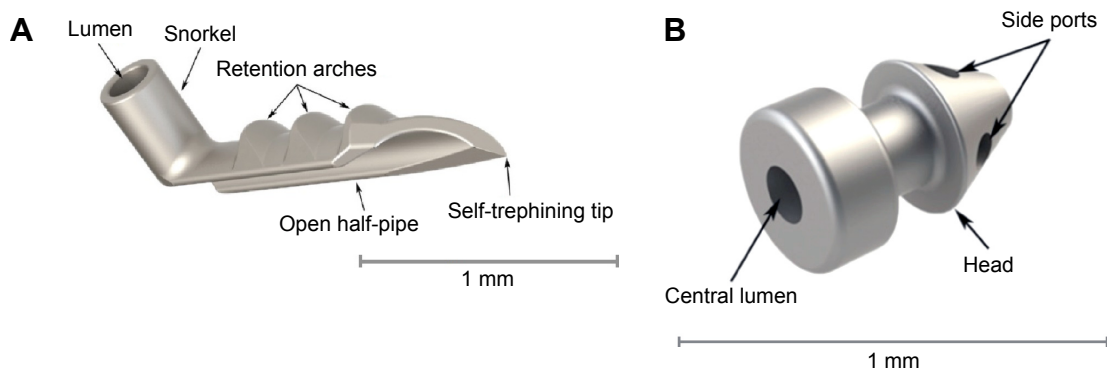 A
Lumen
Snorkel
Retention arches
Open half-pipe
Self-trephining tip
1 mm
B
Side ports
Head
Central lumen
1 mm